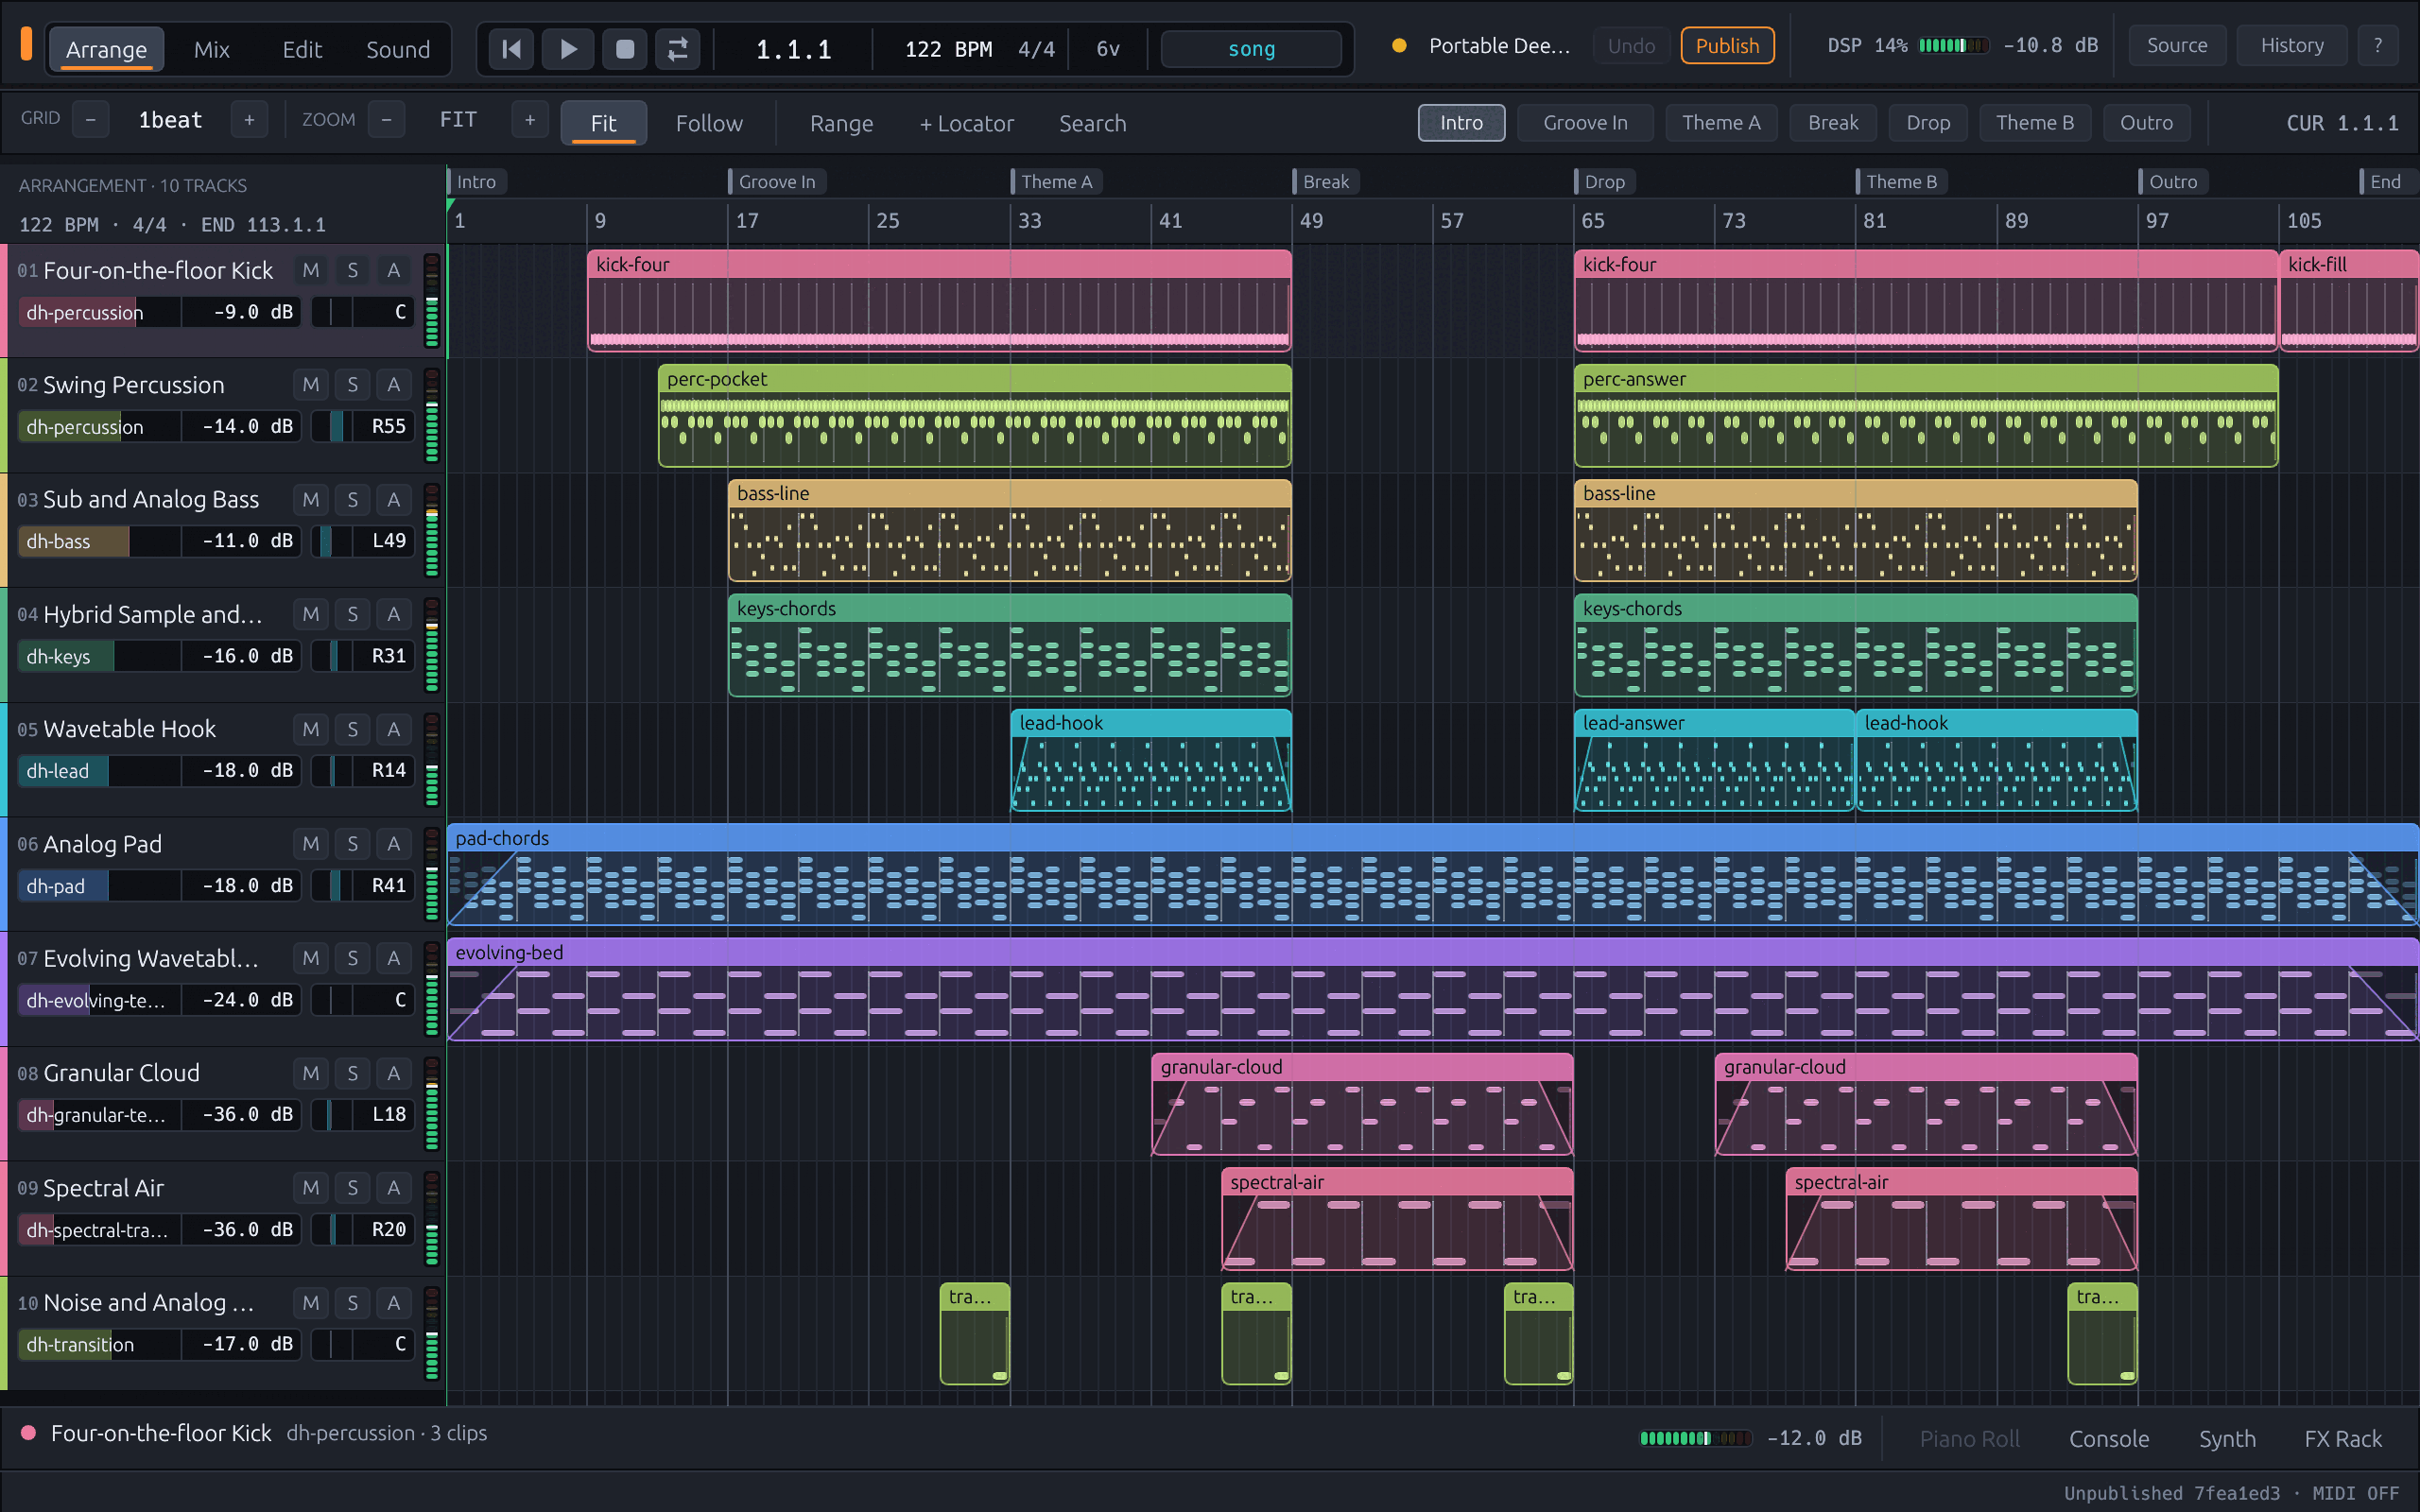 Arrange Mix Edit Sound 1.1.1 122 BPM 4/4 6v song Portable Dee... Undo Publish DSP 14% -10.8 dB Source History ?
GRID - 1beat + ZOOM - FIT + Fit Follow Range + Locator Search Intro Groove In Theme A Break Drop Theme B Outro CUR 1.1.1
ARRANGEMENT · 10 TRACKS
Intro Groove In Theme A Break Drop Theme B Outro End
122 BPM · 4/4 · END 113.1.1
1 9 17 25 33 41 49 57 65 73 81 89 97 105
01 Four-on-the-floor Kick M S A
dh-percussion -9.0 dB C
kick-four kick-four kick-fill
02 Swing Percussion M S A
dh-percussion -14.0 dB R55
perc-pocket perc-answer
03 Sub and Analog Bass M S A
dh-bass -11.0 dB L49
bass-line bass-line
04 Hybrid Sample and... M S A
dh-keys -16.0 dB R31
keys-chords keys-chords
05 Wavetable Hook M S A
dh-lead -18.0 dB R14
lead-hook lead-answer lead-hook
06 Analog Pad M S A
dh-pad -18.0 dB R41
pad-chords
07 Evolving Wavetabl... M S A
dh-evolving-te... -24.0 dB C
evolving-bed
08 Granular Cloud M S A
dh-granular-te... -36.0 dB L18
granular-cloud granular-cloud
09 Spectral Air M S A
dh-spectral-tra... -36.0 dB R20
spectral-air spectral-air
10 Noise and Analog ... M S A
dh-transition -17.0 dB C
tra... tra... tra... tra...
Four-on-the-floor Kick dh-percussion · 3 clips -12.0 dB Piano Roll Console Synth FX Rack
Unpublished 7fea1ed3 · MIDI OFF